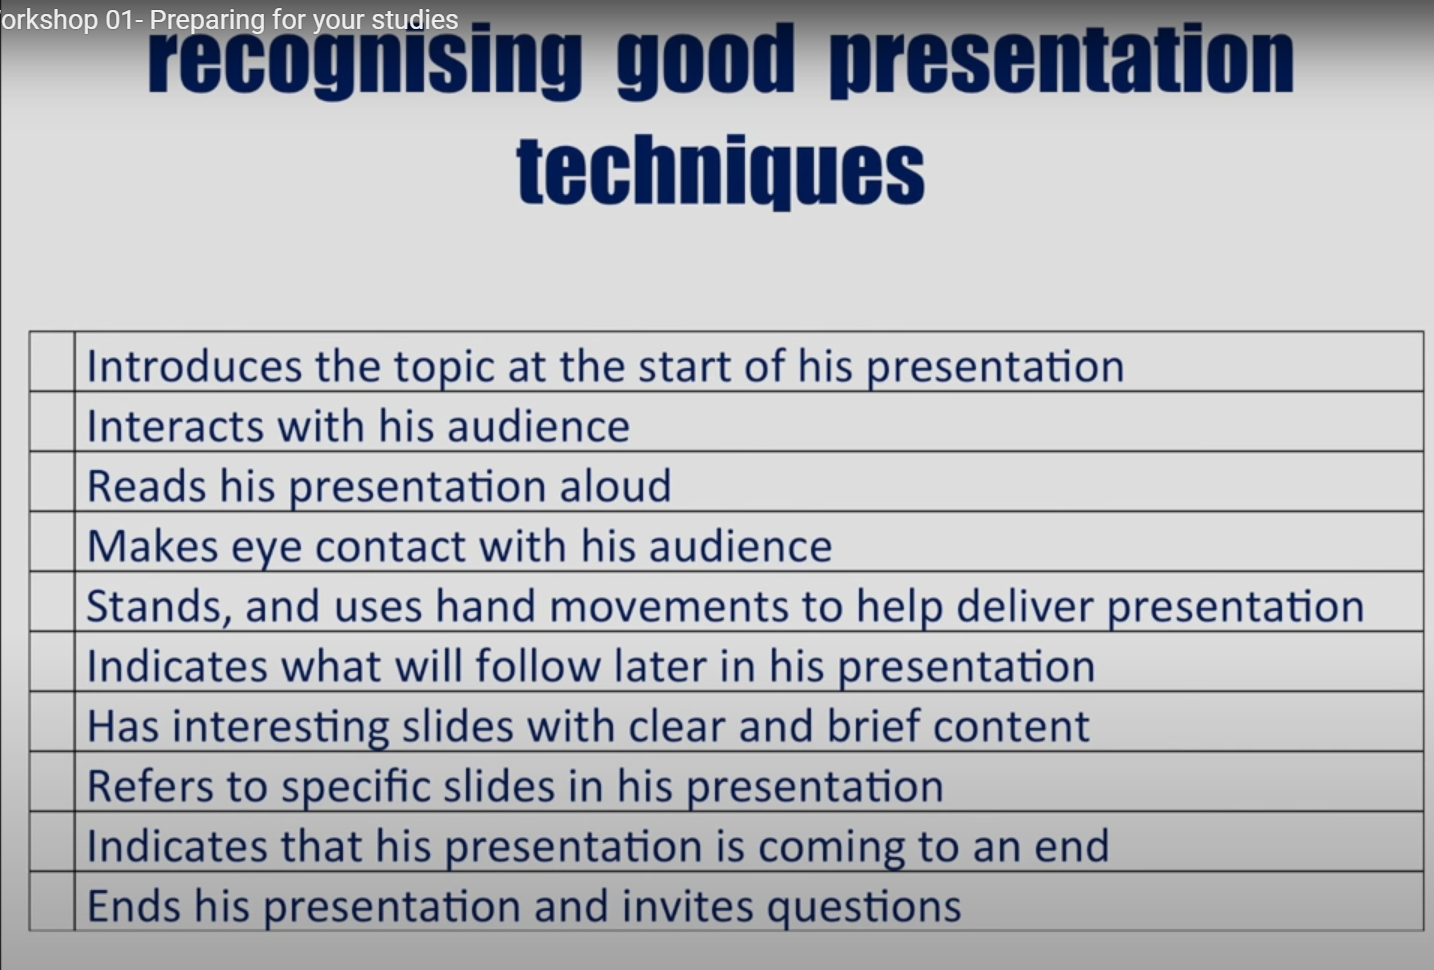 orkshop 01- Preparing for your studies
recognising good presentation
techniques
Introduces the topic at the start of his presentation
Interacts with his audience
Reads his presentation aloud
Makes eye contact with his audience
Stands, and uses hand movements to help deliver presentation
Indicates what will follow later in his presentation
Has interesting slides with clear and brief content
Refers to specific slides in his presentation
Indicates that his presentation is coming to an end
Ends his presentation and invites questions